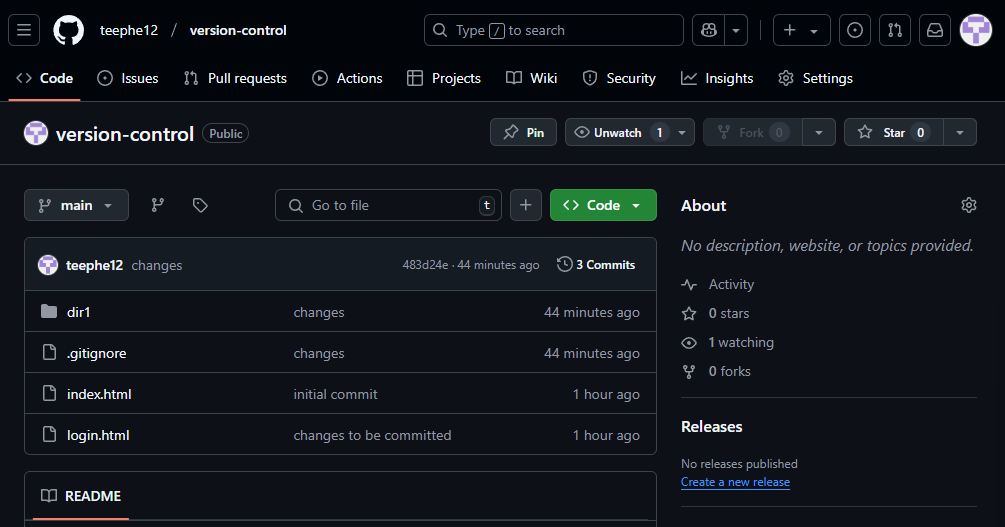 teephe12 / version-control Type / to search
Code Issues Pull requests Actions Projects Wiki Security Insights Settings
version-control Public Pin Unwatch 1 Fork 0 Star 0
main Go to file t Code
teephe12 changes 483d24e · 44 minutes ago 3 Commits
dir1 changes 44 minutes ago
.gitignore changes 44 minutes ago
index.html initial commit 1 hour ago
login.html changes to be committed 1 hour ago
README
About
No description, website, or topics provided.
Activity
0 stars
1 watching
0 forks
Releases
No releases published
Create a new release